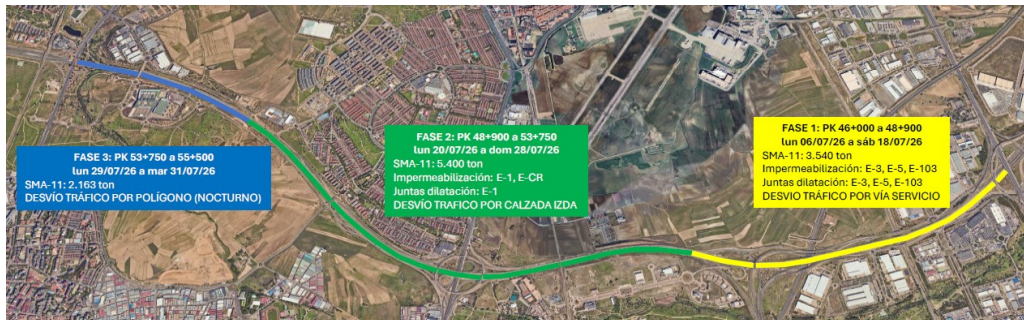 FASE 3: PK 53+750 a 55+500
lun 29/07/26 a mar 31/07/26
SMA-11: 2.163 ton
DESVÍO TRÁFICO POR POLÍGONO (NOCTURNO)
FASE 2: PK 48+900 a 53+750
lun 20/07/26 a dom 28/07/26
SMA-11: 5.400 ton
Impermeabilización: E-1, E-CR
Juntas dilatación: E-1
DESVÍO TRAFICO POR CALZADA IZDA
FASE 1: PK 46+000 a 48+900
lun 06/07/26 a sáb 18/07/26
SMA-11: 3.540 ton
Impermeabilización: E-3, E-5, E-103
Juntas dilatación: E-3, E-5, E-103
DESVIO TRÁFICO POR VÍA SERVICIO